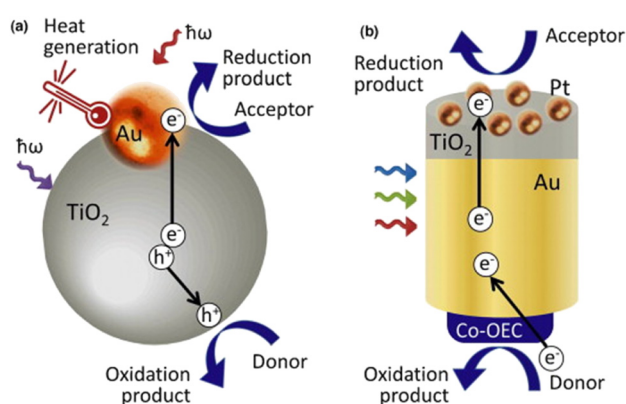 (a)
Heat
generation
ħω
Reduction
product
Acceptor
Au
e⁻
ħω
TiO₂
e⁻
h⁺
h⁺
Donor
Oxidation
product
(b)
Acceptor
Reduction
product
Pt
e⁻
TiO₂
Au
e⁻
e⁻
Co-OEC
e⁻
Oxidation
product
Donor